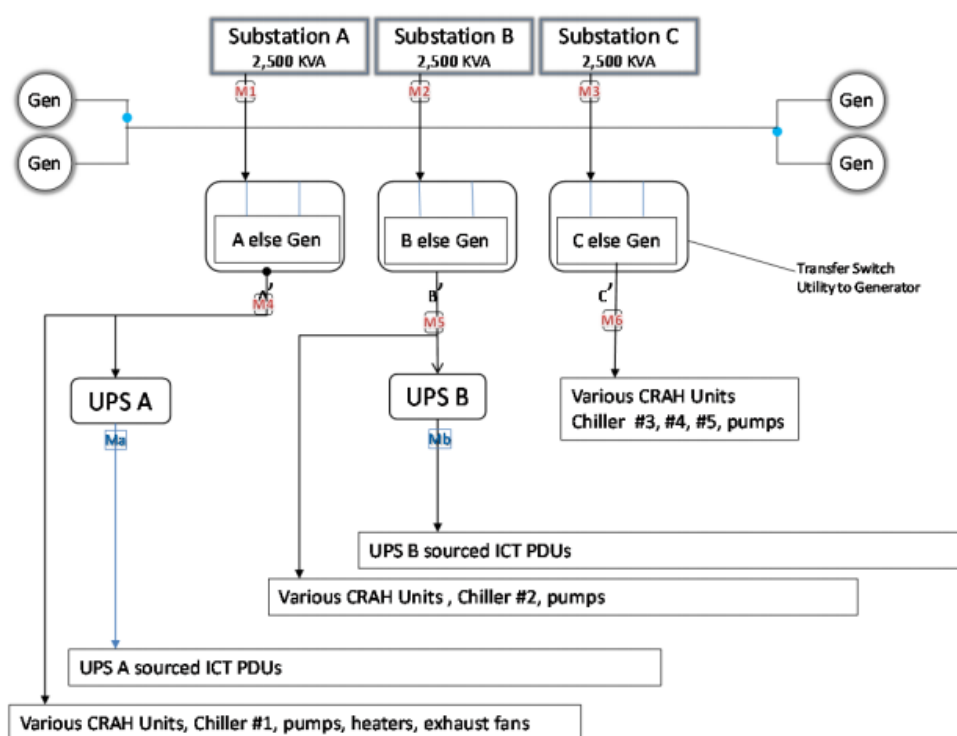 Substation A
2,500 KVA
Substation B
2,500 KVA
Substation C
2,500 KVA
M1
M2
M3
Gen
Gen
Gen
Gen
A else Gen
B else Gen
C else Gen
Transfer Switch
Utility to Generator
A'
M4
B'
M5
C'
M6
UPS A
UPS B
Various CRAH Units
Chiller #3, #4, #5, pumps
Ma
Mb
UPS B sourced ICT PDUs
Various CRAH Units , Chiller #2, pumps
UPS A sourced ICT PDUs
Various CRAH Units, Chiller #1, pumps, heaters, exhaust fans